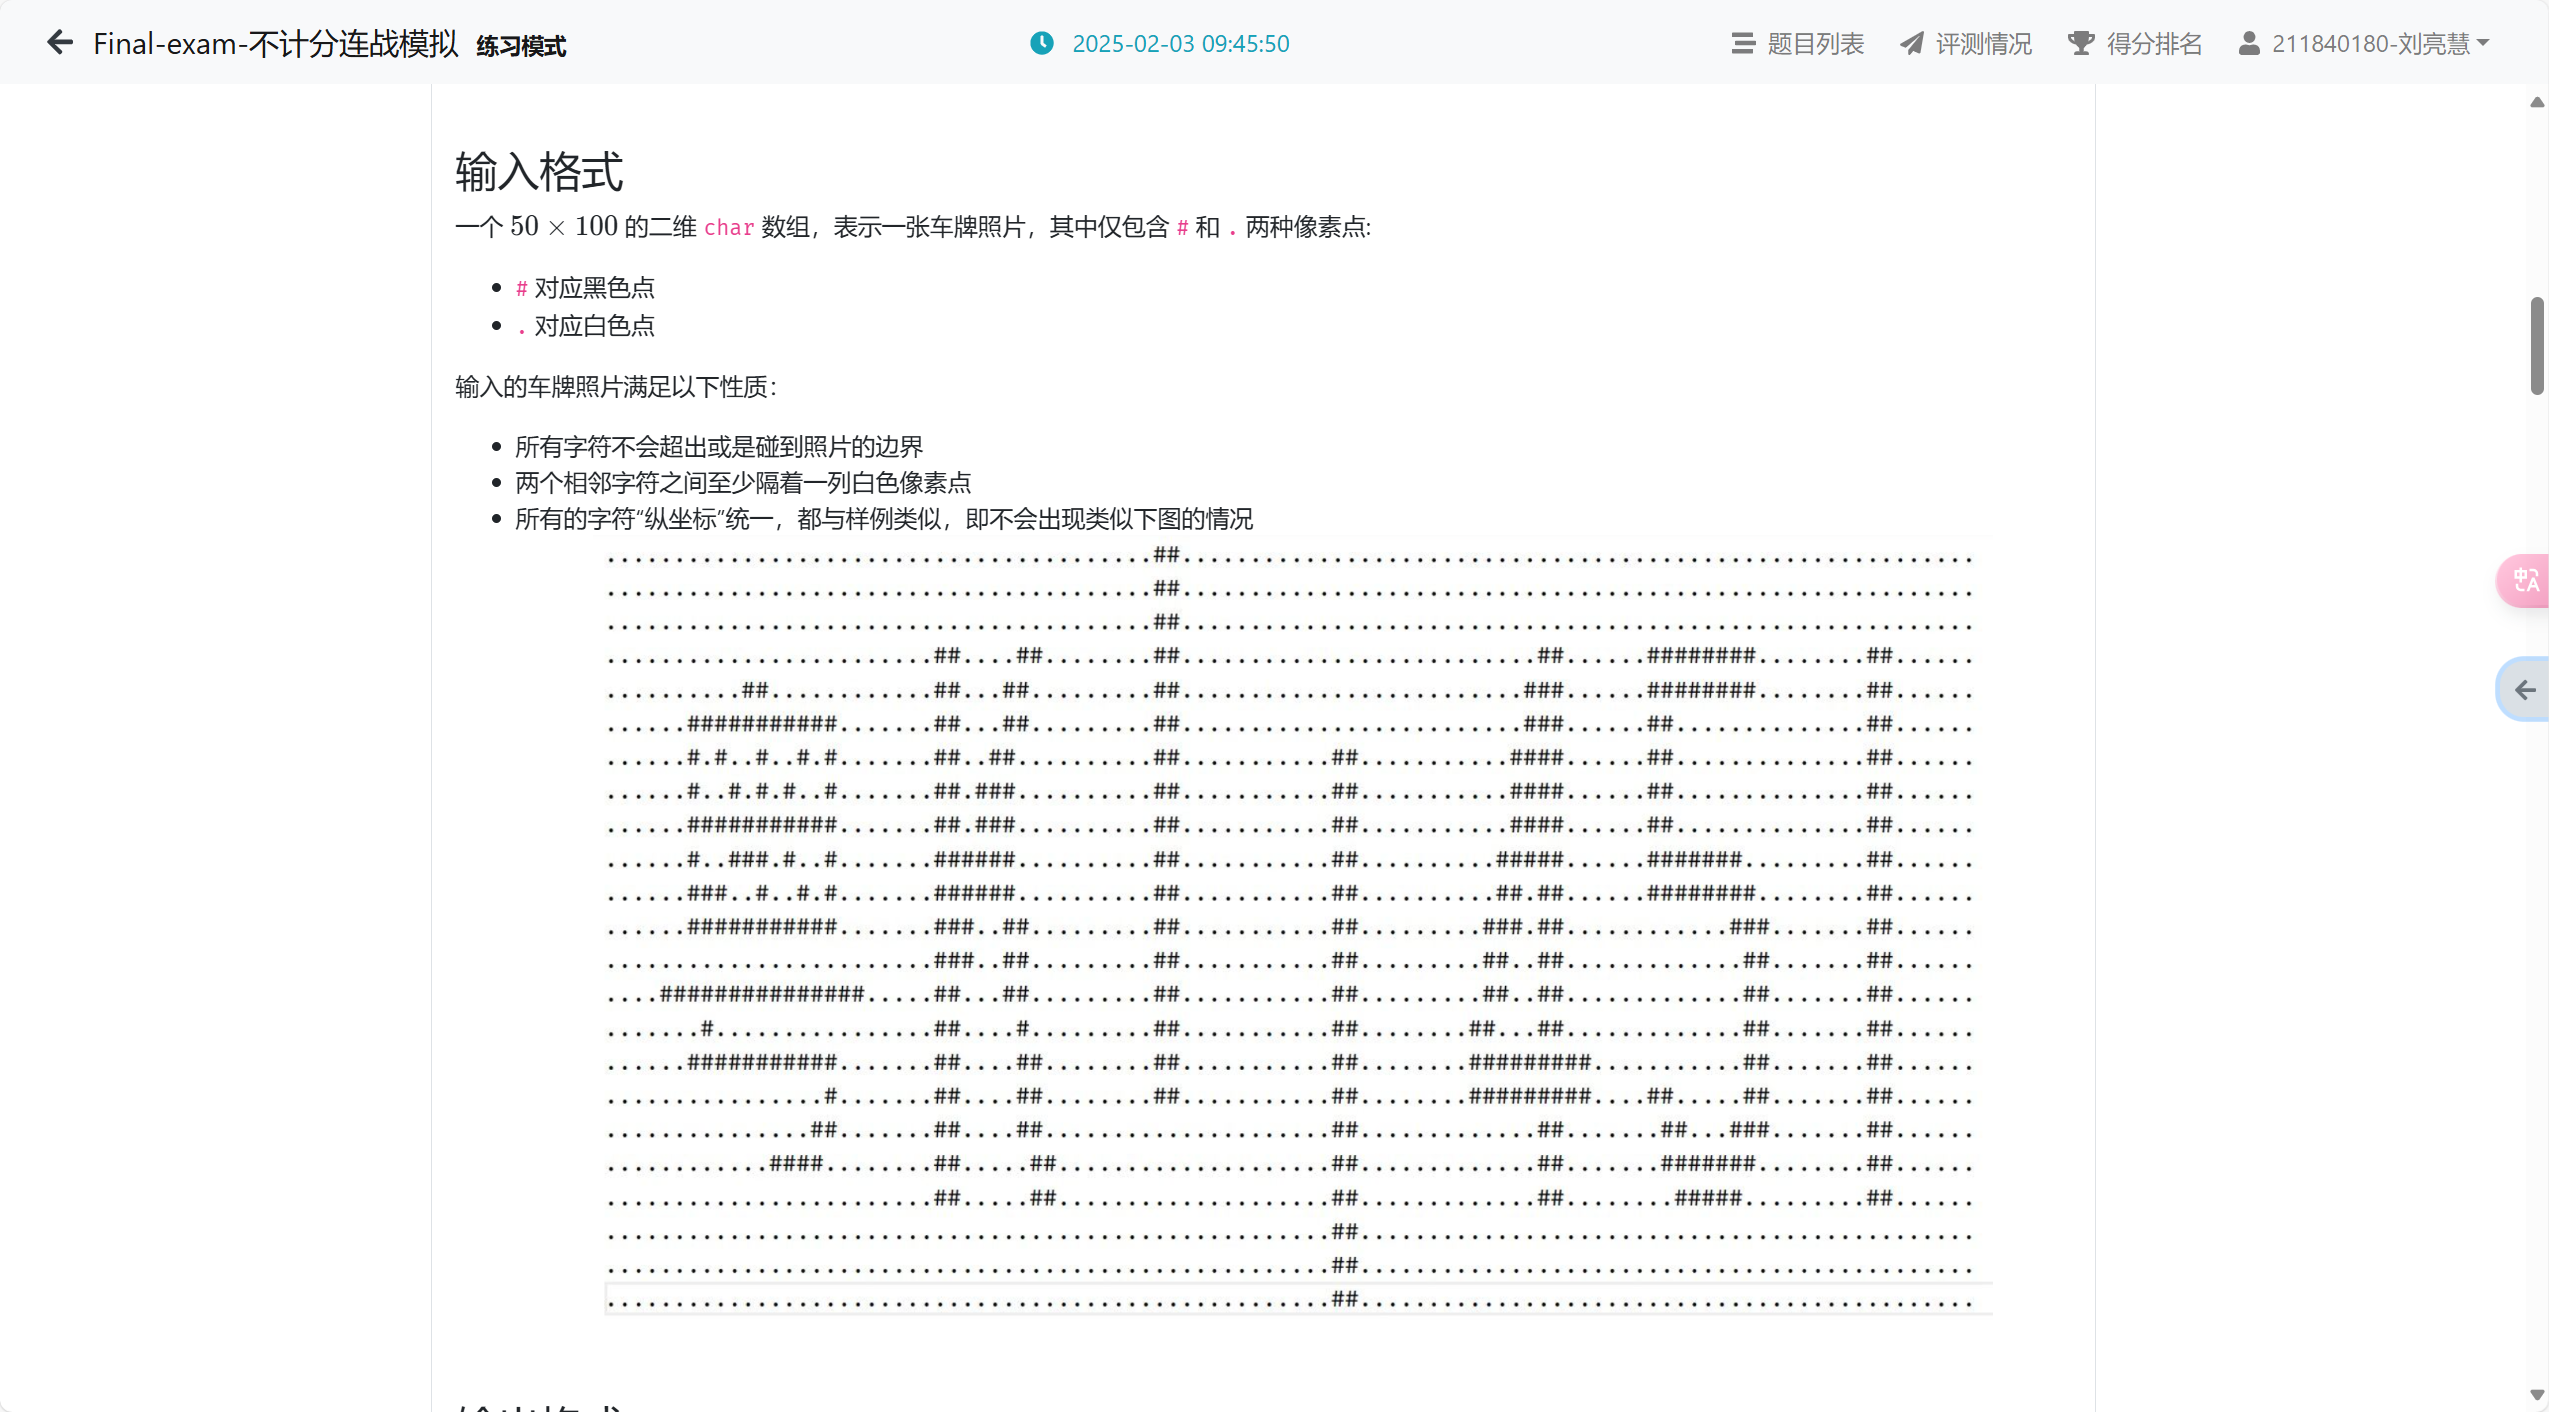 Final-exam-不计分连战模拟 练习模式
2025-02-03 09:45:50
题目列表 评测情况 得分排名 211840180-刘亮慧
输入格式
一个 50 × 100 的二维 char 数组，表示一张车牌照片，其中仅包含 # 和 . 两种像素点:
# 对应黑色点
. 对应白色点
输入的车牌照片满足以下性质：
所有字符不会超出或是碰到照片的边界
两个相邻字符之间至少隔着一列白色像素点
所有的字符“纵坐标”统一，都与样例类似，即不会出现类似下图的情况
........................................##..........................................................
........................................##..........................................................
........................................##..........................................................
........................##....##........##..........................##......########........##......
..........##............##...##.........##.........................###......########........##......
......###########.......##...##.........##.........................###......##..............##......
......#.#..#..#.#.......##..##..........##...........##...........####......##..............##......
......#..#.#.#..#.......##.###..........##...........##...........####......##..............##......
......###########.......##.###..........##...........##...........####......##..............##......
......#..###.#..#.......######..........##...........##..........#####......#######.........##......
......###..#..#.#.......######..........##...........##..........##.##......########........##......
......###########.......###..##.........##...........##.........###.##............###.......##......
........................###..##.........##...........##.........##..##.............##.......##......
....###############.....##...##.........##...........##.........##..##.............##.......##......
.......#................##....#.........##...........##........##...##.............##.......##......
......###########.......##....##........##...........##........#########...........##.......##......
................#.......##....##........##...........##........#########....##.....##.......##......
...............##.......##....##.....................##.............##.......##...###.......##......
............####........##.....##....................##.............##.......#######........##......
........................##.....##....................##.............##........#####.........##......
.....................................................##.............................................
.....................................................##.............................................
.....................................................##.............................................